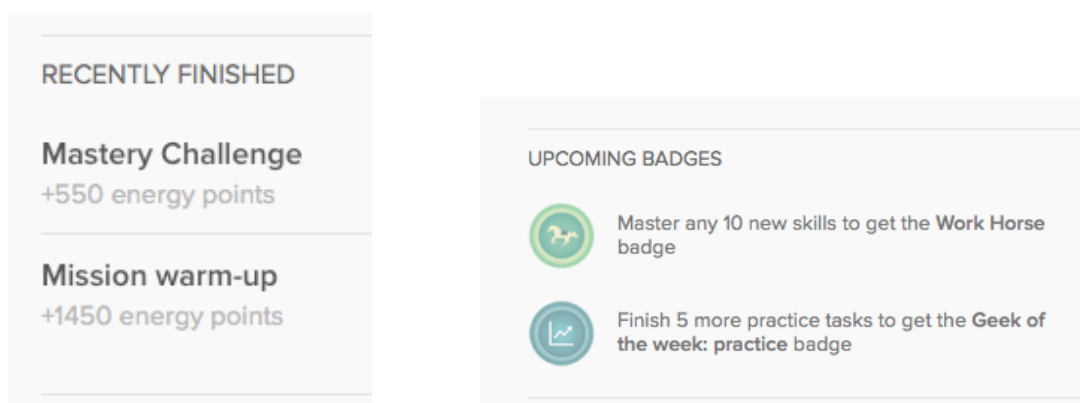 RECENTLY FINISHED
Mastery Challenge
+550 energy points
Mission warm-up
+1450 energy points
UPCOMING BADGES
Master any 10 new skills to get the Work Horse
badge
Finish 5 more practice tasks to get the Geek of
the week: practice badge